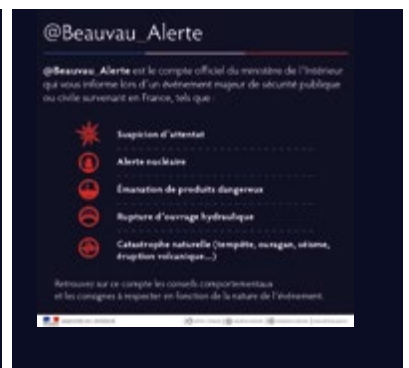 @Beauvau_Alerte
@Beauvau_Alerte est le compte officiel du ministère de l'Intérieur
qui vous informe lors d'un événement majeur de sécurité publique
ou civile survenant en France, tels que :
Suspicion d'attentat
Alerte nucléaire
Émanation de produits dangereux
Rupture d'ouvrage hydraulique
Catastrophe naturelle (tempête, ouragan, séisme,
éruption volcanique...)
Retrouvez sur ce compte les conseils comportementaux
et les consignes à respecter en fonction de la nature de l'événement.